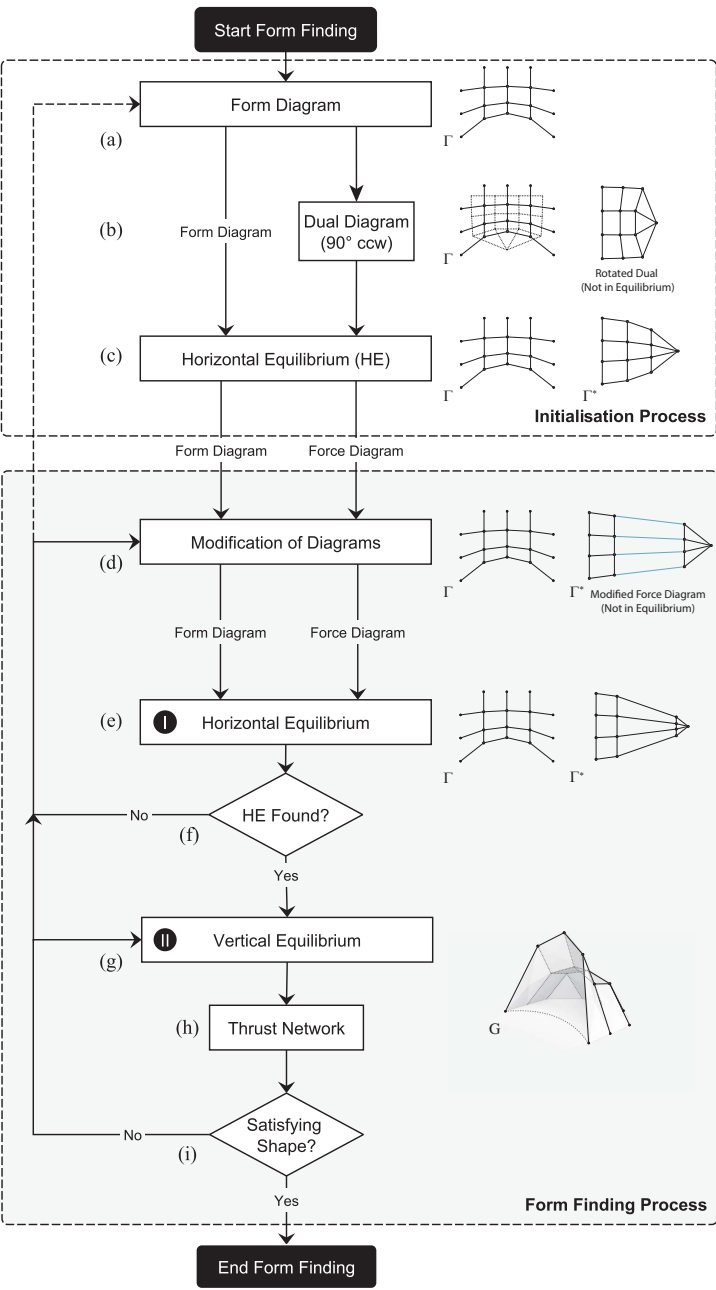 Start Form Finding
Form Diagram
(a)
Γ
(b)
Form Diagram
Dual Diagram
(90° ccw)
Γ
Rotated Dual
(Not in Equilibrium)
(c)
Horizontal Equilibrium (HE)
Γ
Γ*
Initialisation Process
Form Diagram
Force Diagram
Modification of Diagrams
(d)
Γ
Γ*
Modified Force Diagram
(Not in Equilibrium)
Form Diagram
Force Diagram
(e)
I
Horizontal Equilibrium
Γ
Γ*
No
HE Found?
(f)
Yes
II
Vertical Equilibrium
(g)
(h)
Thrust Network
G
No
Satisfying
Shape?
(i)
Yes
Form Finding Process
End Form Finding